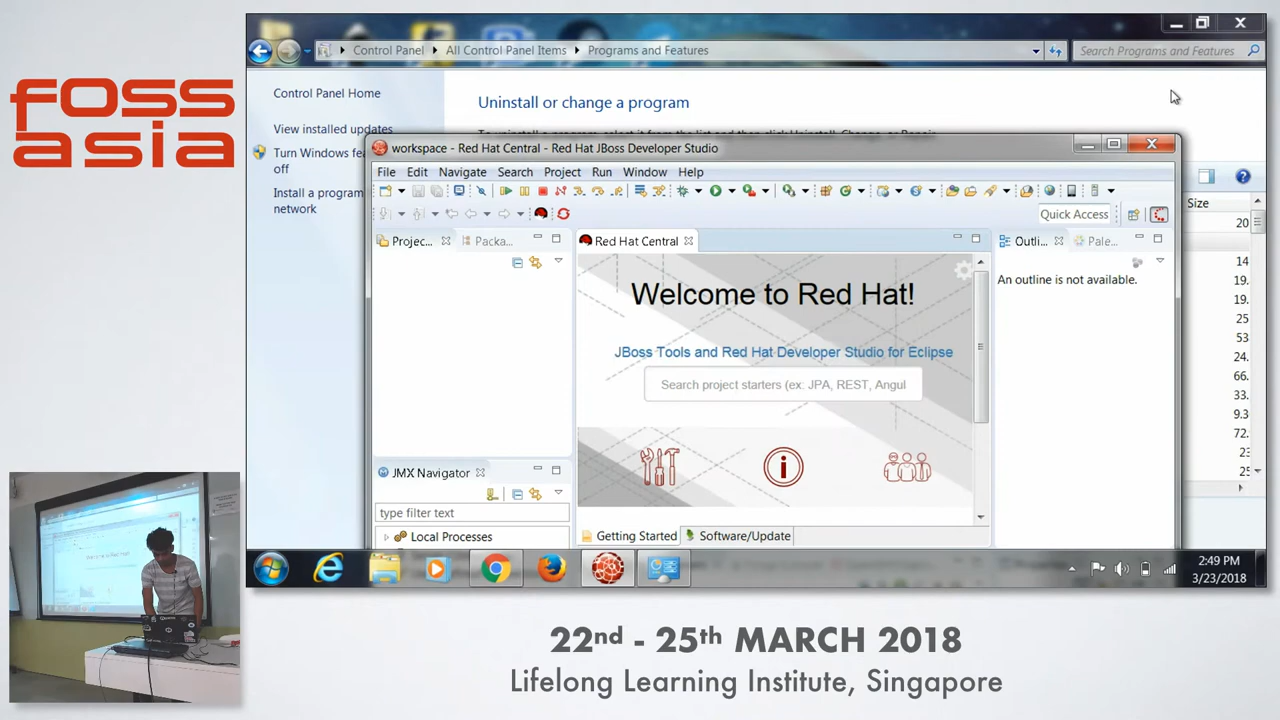 foss
asia
Control Panel All Control Panel Items Programs and Features
Search Programs and Features
Control Panel Home
View installed updates
Turn Windows fea
off
Install a program
network
Uninstall or change a program
workspace - Red Hat Central - Red Hat JBoss Developer Studio
File Edit Navigate Search Project Run Window Help
Quick Access
Projec... Packa...
Red Hat Central
Outli... Pale...
An outline is not available.
Welcome to Red Hat!
JBoss Tools and Red Hat Developer Studio for Eclipse
Search project starters (ex: JPA, REST, Angul
JMX Navigator
type filter text
Local Processes
Getting Started Software/Update
Size
20
14
19.
19.
25
53
24.
66.
33.
9.3
72.
23
25
2:49 PM
3/23/2018
22nd - 25th MARCH 2018
Lifelong Learning Institute, Singapore